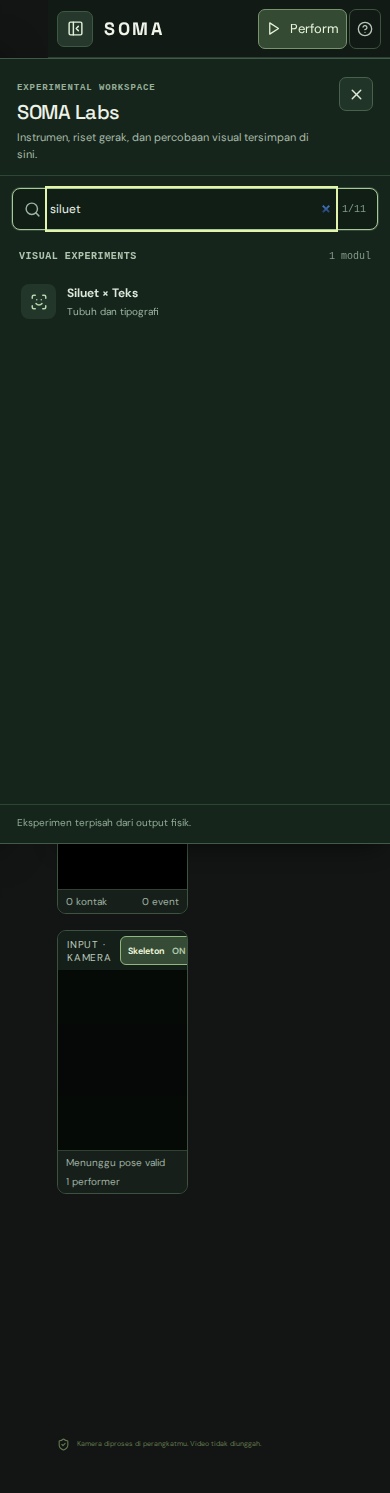 SOMA
Perform
EXPERIMENTAL WORKSPACE
SOMA Labs
Instrumen, riset gerak, dan percobaan visual tersimpan di
sini.
siluet
1/11
VISUAL EXPERIMENTS
1 modul
Siluet × Teks
Tubuh dan tipografi
Eksperimen terpisah dari output fisik.
0 kontak
0 event
INPUT ·
KAMERA
Skeleton ON
Menunggu pose valid
1 performer
Kamera diproses di perangkatmu. Video tidak diunggah.